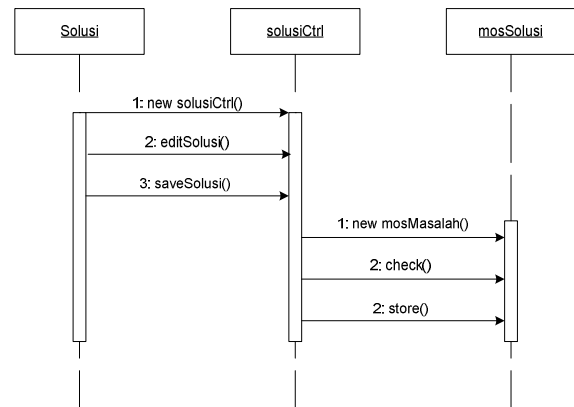 Solusi
solusiCtrl
mosSolusi
1: new solusiCtrl()
2: editSolusi()
3: saveSolusi()
1: new mosMasalah()
2: check()
2: store()